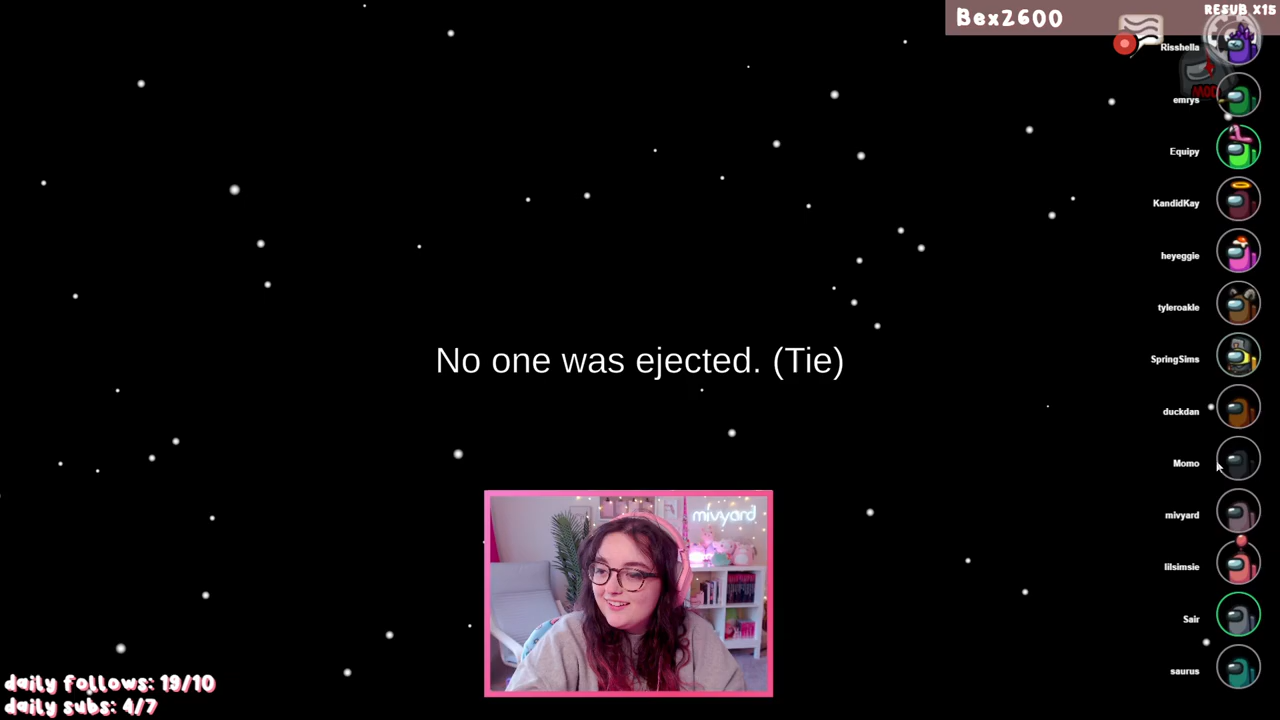 Bex2600
RESUB X15
Risshella
MOD
emrys
Equipy
KandidKay
heyeggie
tyleroakle
SpringSims
No one was ejected. (Tie)
duckdan
Momo
mivyard
mivyard
lilsimsie
Sair
saurus
daily follows: 19/10
daily subs: 4/7